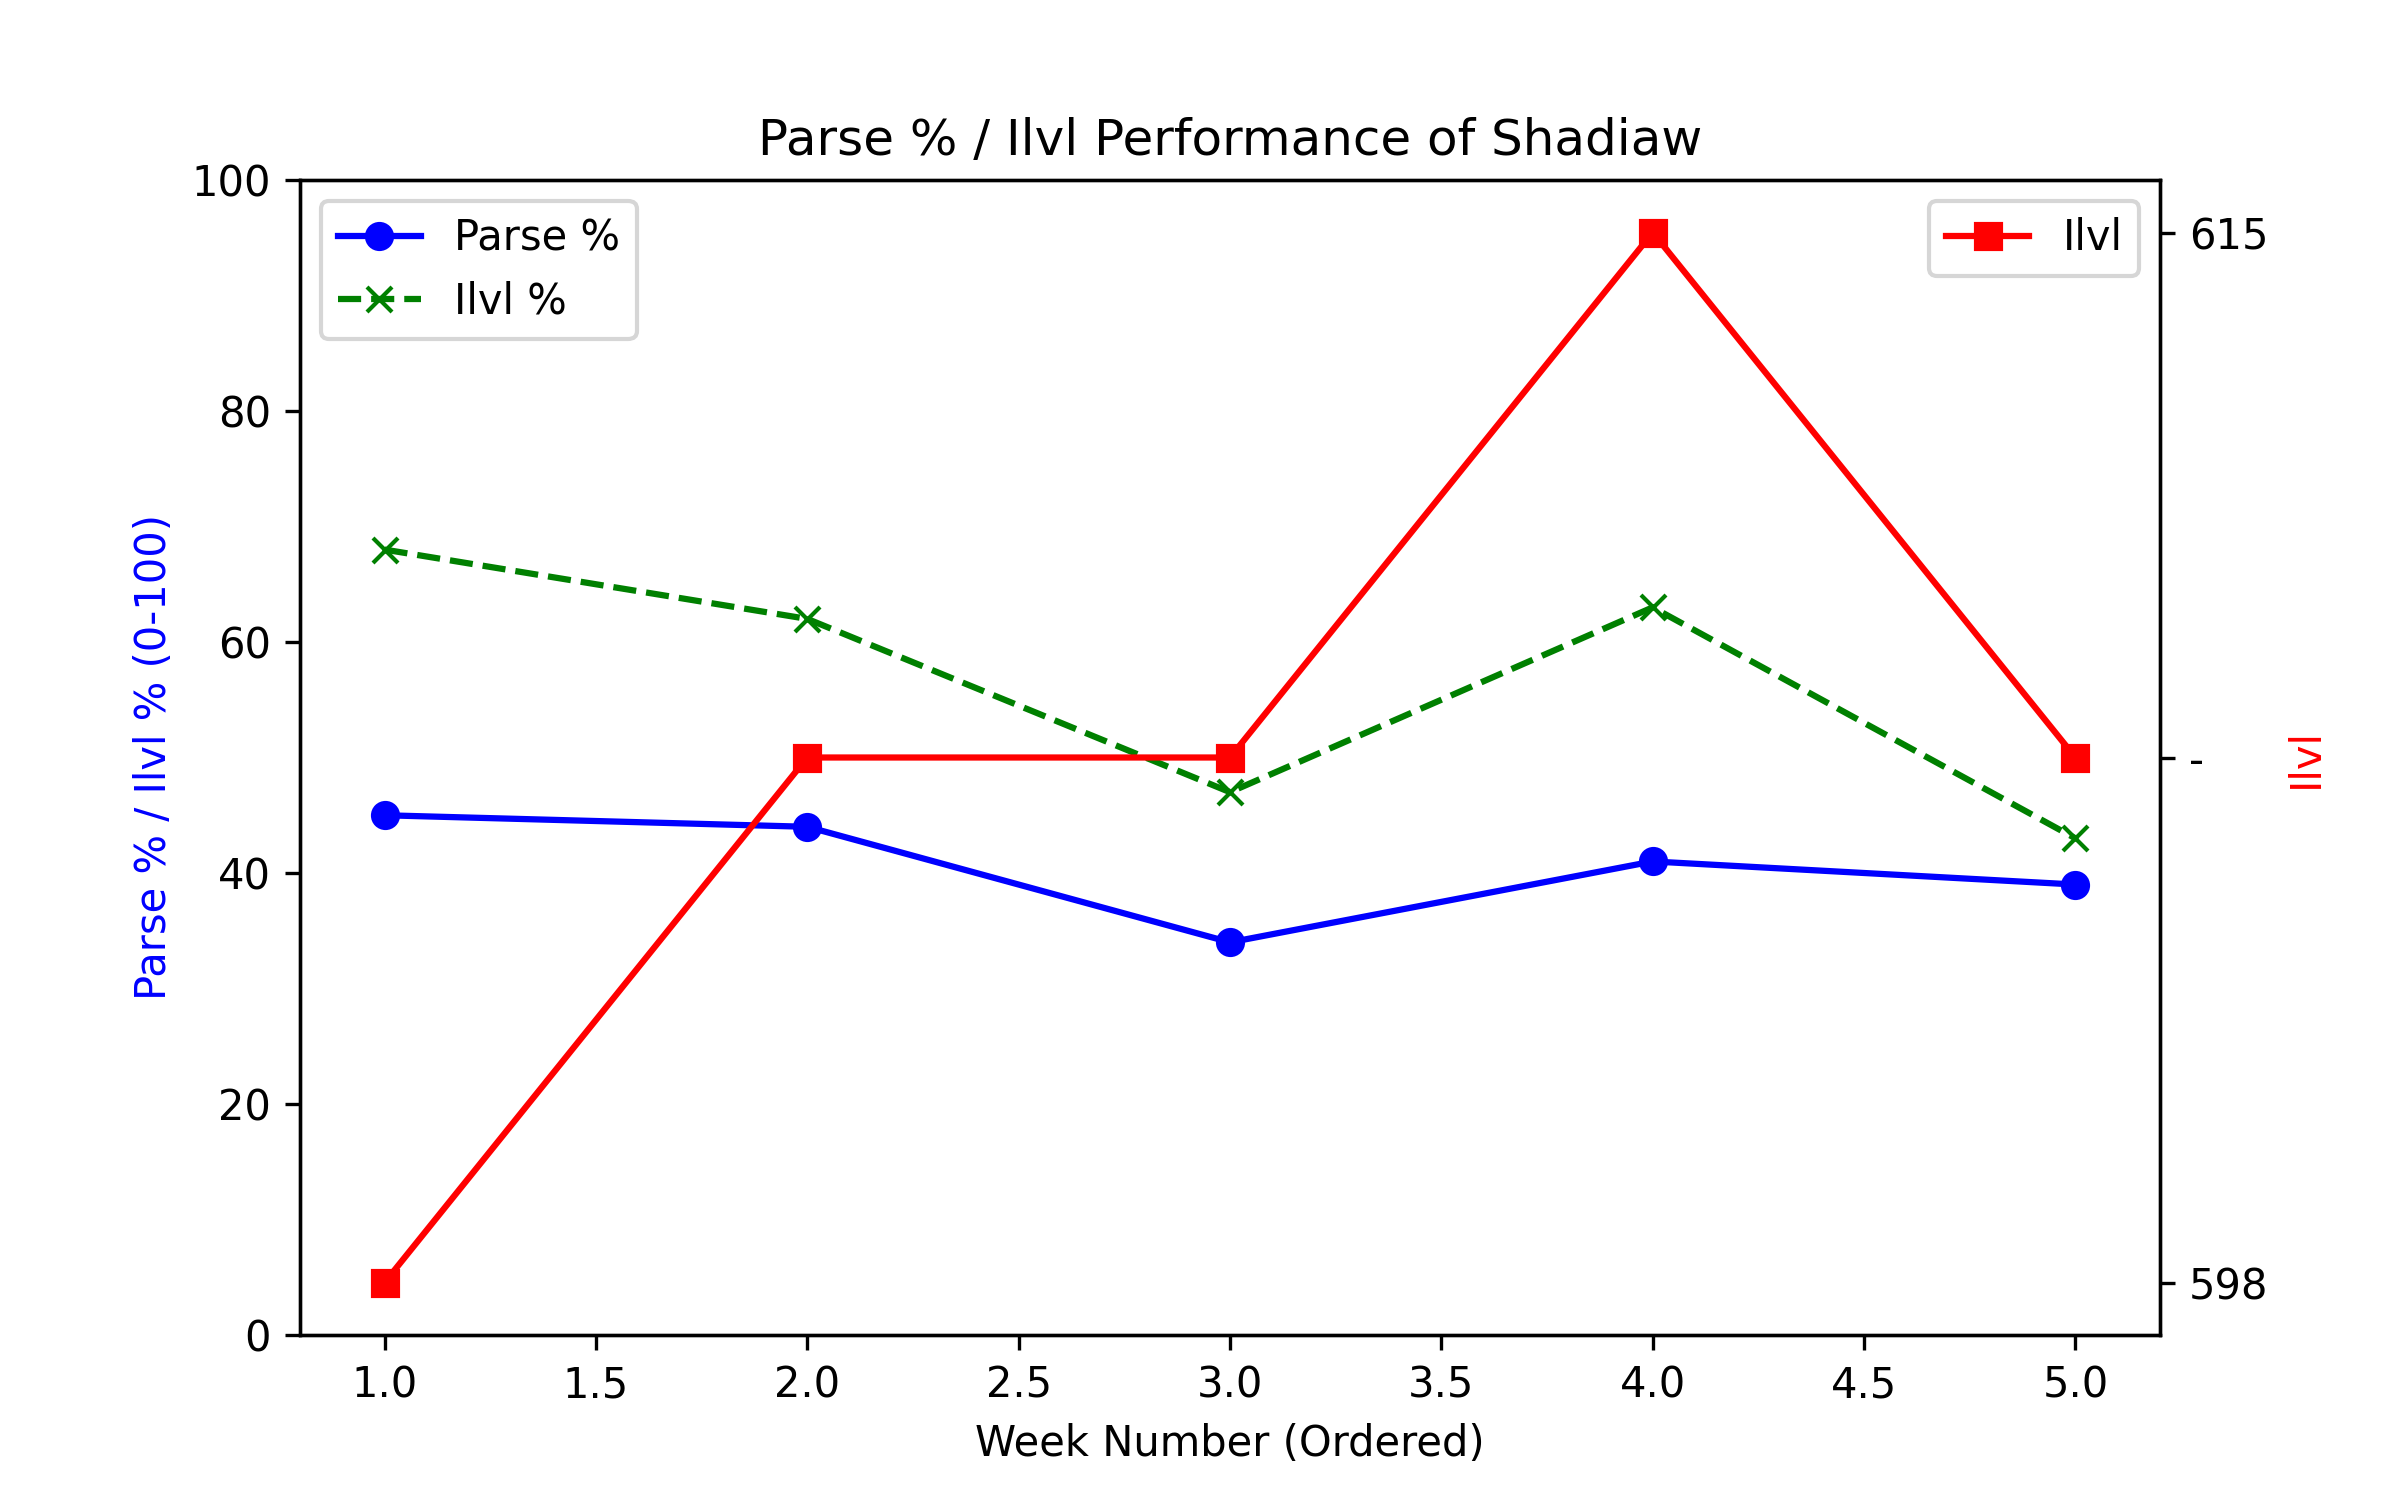 Parse % / Ilvl Performance of Shadiaw
Parse %
Ilvl %
Ilvl
100
80
60
40
20
0
Parse % / Ilvl % (0-100)
615
-
598
Ilvl
1.0 1.5 2.0 2.5 3.0 3.5 4.0 4.5 5.0
Week Number (Ordered)